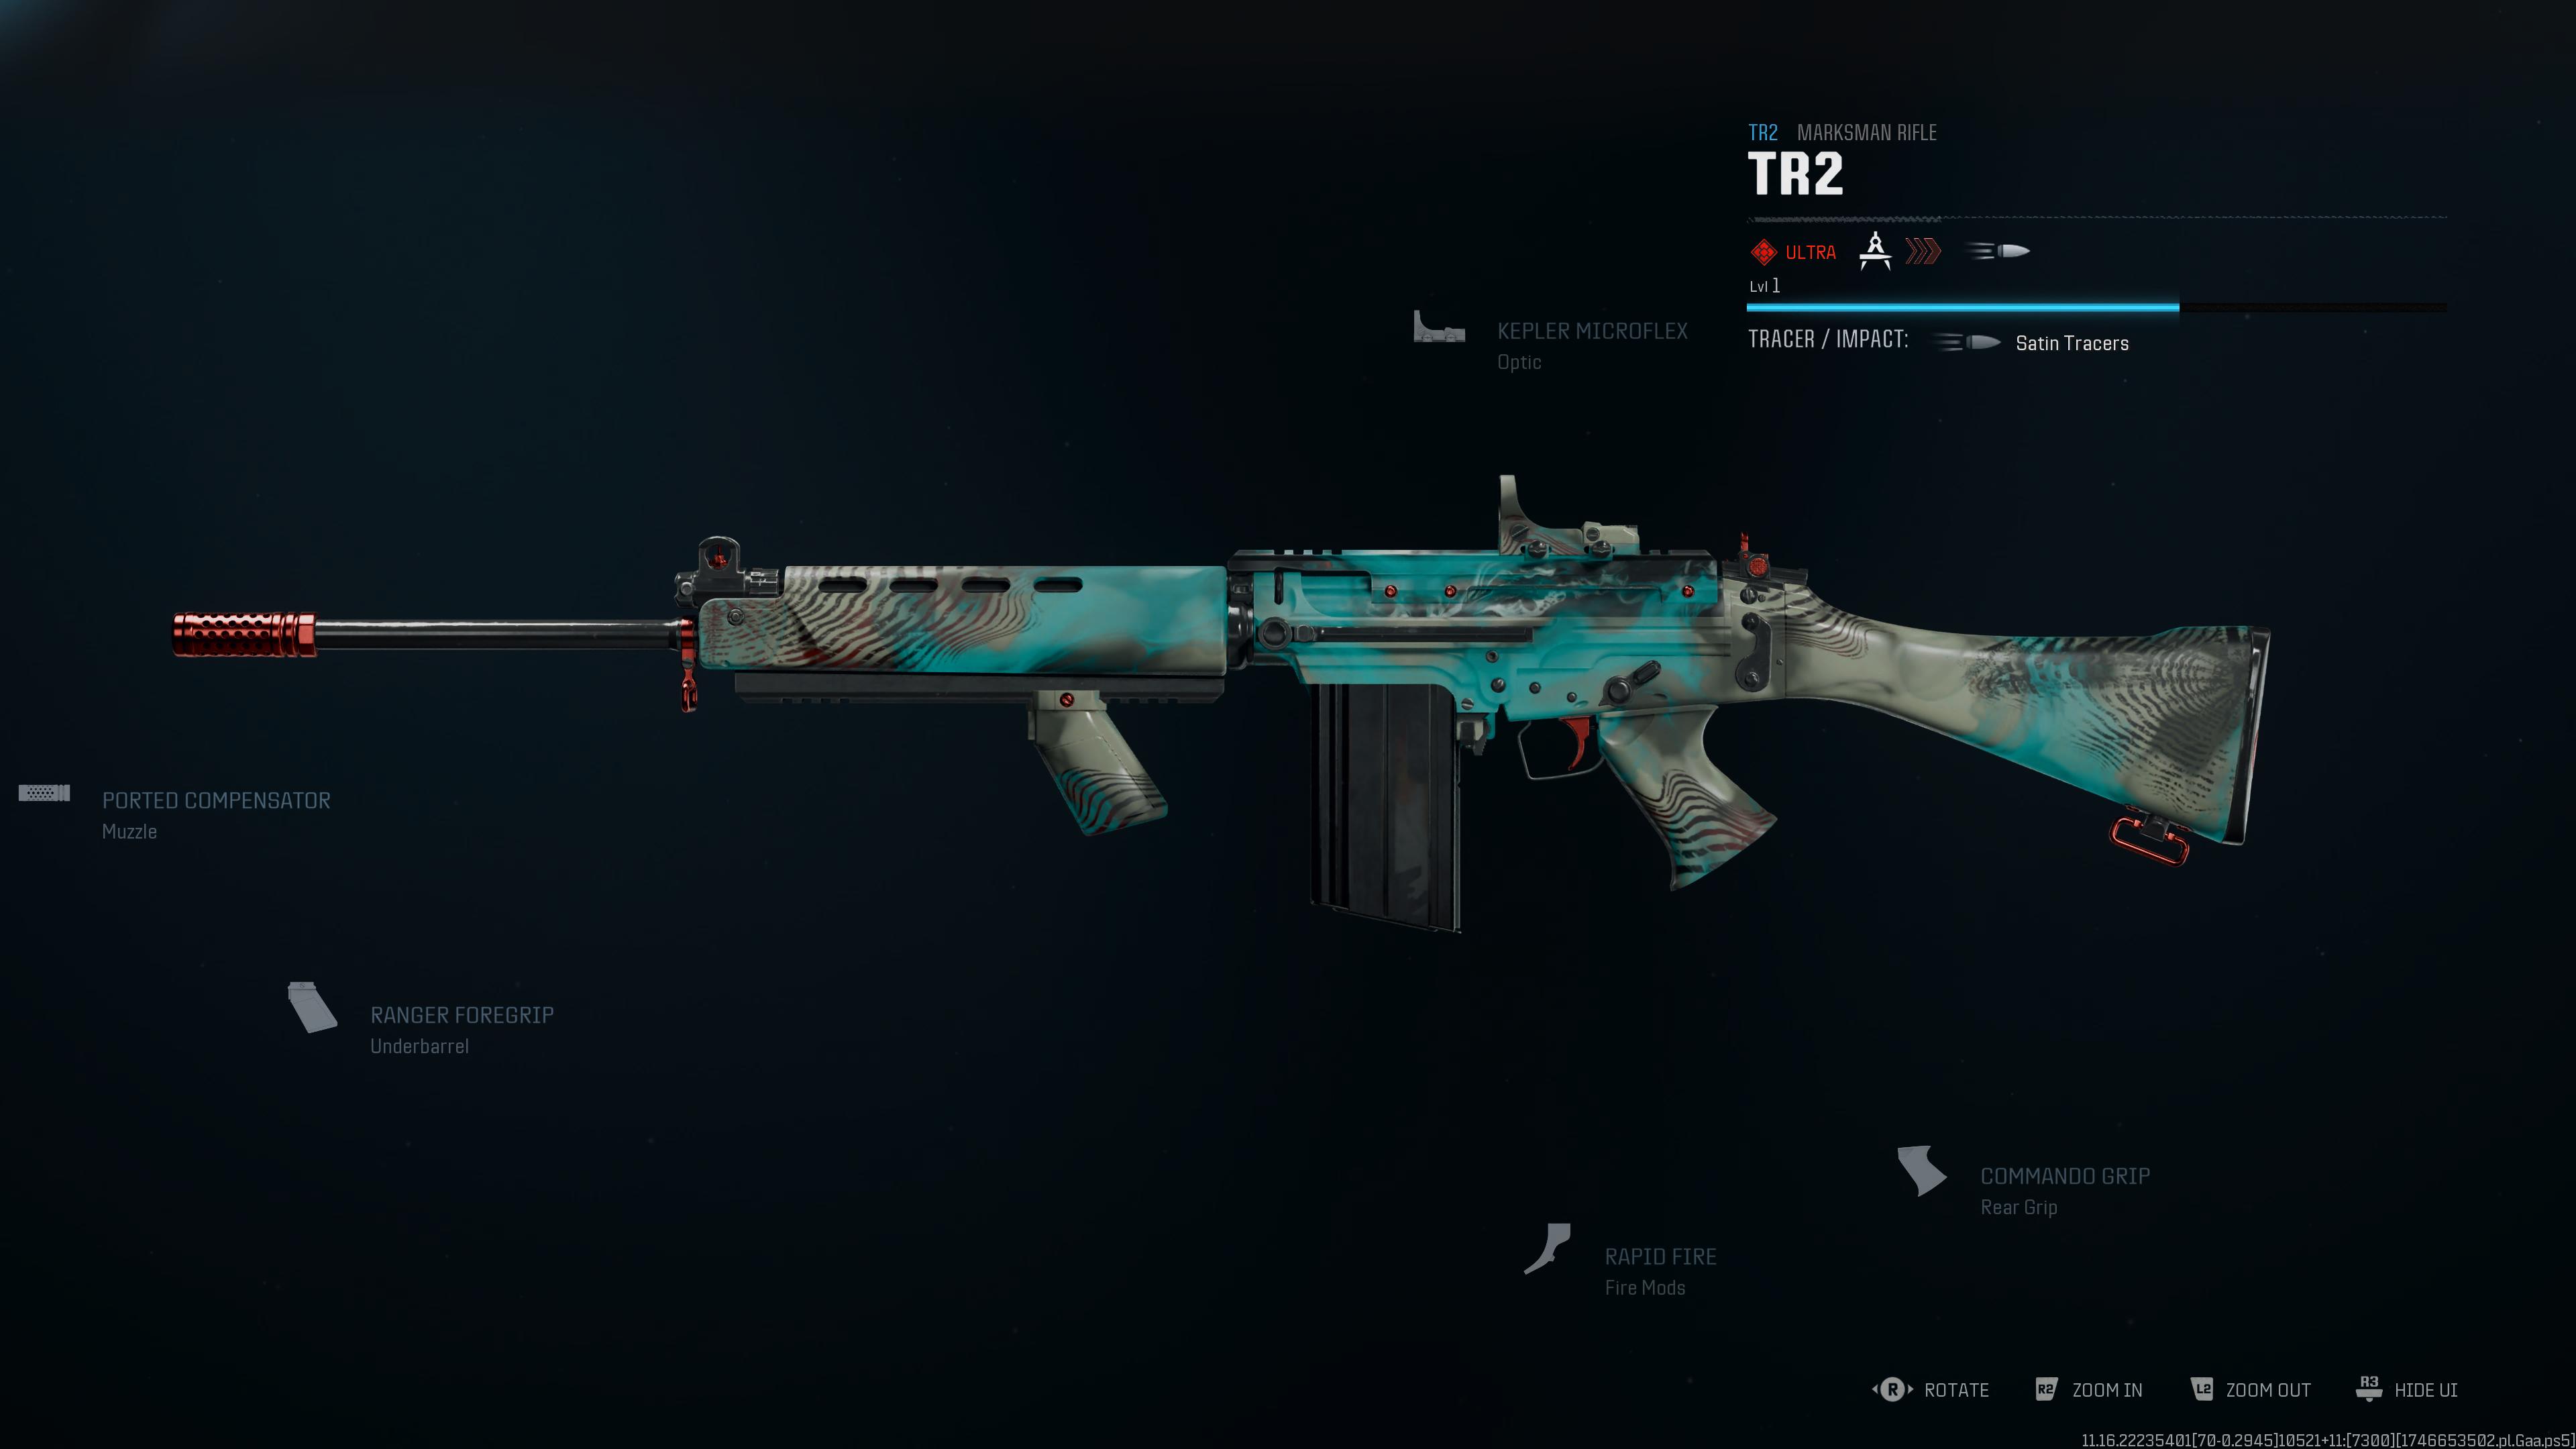 TR2 MARKSMAN RIFLE
TR2
ULTRA
Lvl 1
TRACER / IMPACT: Satin Tracers
KEPLER MICROFLEX
Optic
PORTED COMPENSATOR
Muzzle
RANGER FOREGRIP
Underbarrel
COMMANDO GRIP
Rear Grip
RAPID FIRE
Fire Mods
R ROTATE R2 ZOOM IN L2 ZOOM OUT R3 HIDE UI
11.16.22235401[70-0.2945]10521+11:[7300][1746653502.pl.Gaa.ps5]